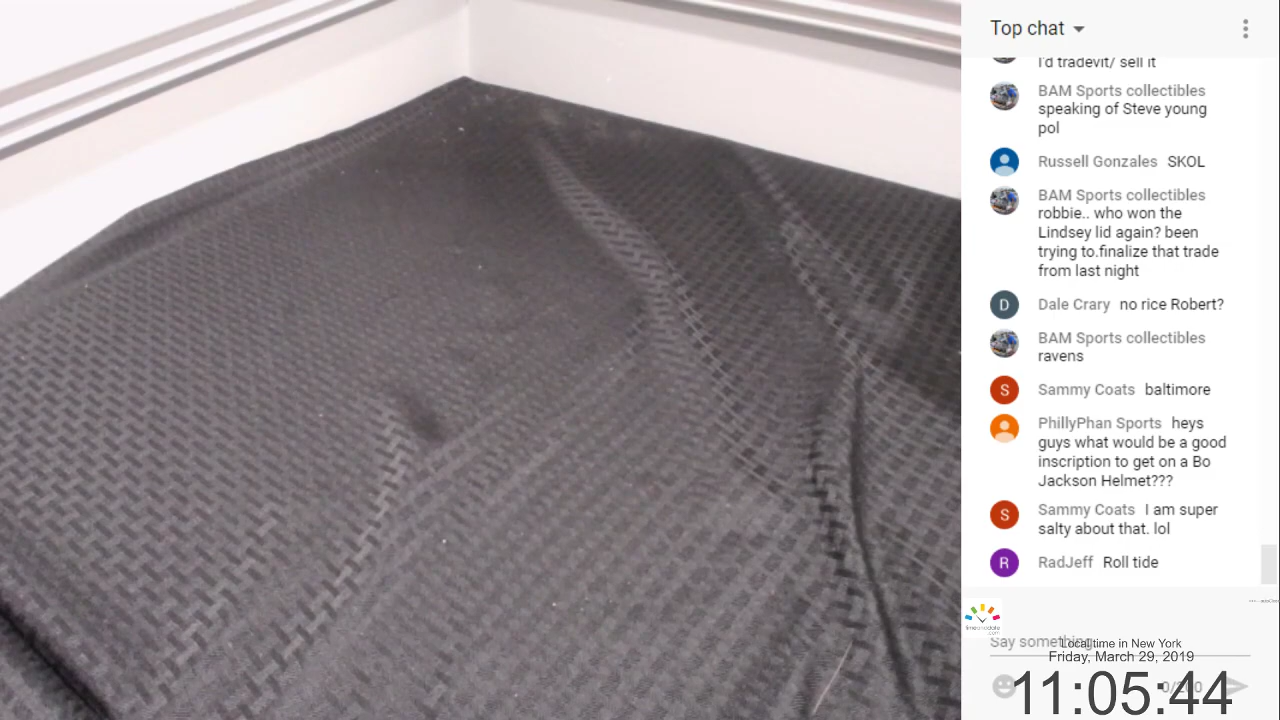 Top chat
I'd tradevit/ sell it
BAM Sports collectibles
speaking of Steve young
pol
Russell Gonzales SKOL
BAM Sports collectibles
robbie.. who won the
Lindsey lid again? been
trying to.finalize that trade
from last night
Dale Crary no rice Robert?
BAM Sports collectibles
ravens
Sammy Coats baltimore
PhillyPhan Sports heys
guys what would be a good
inscription to get on a Bo
Jackson Helmet???
Sammy Coats I am super
salty about that. lol
RadJeff Roll tide
Say something...
Local time in New York
Friday, March 29, 2019
11:05:44